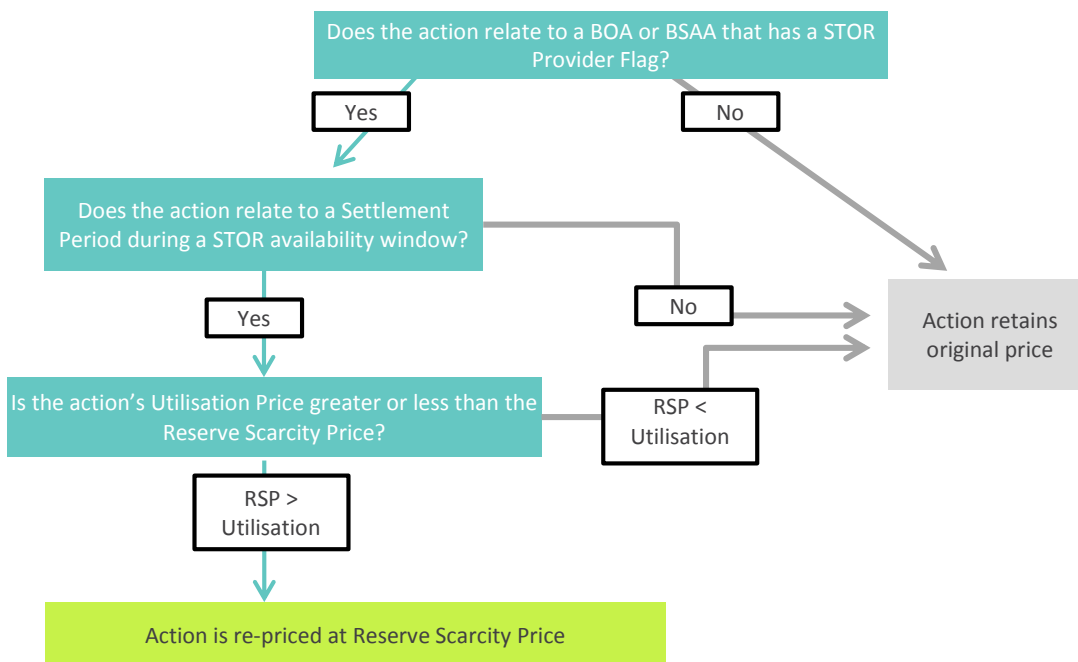 Does the action relate to a BOA or BSAA that has a STOR
Provider Flag?
Yes
No
Does the action relate to a Settlement
Period during a STOR availability window?
No
Yes
Action retains
original price
Is the action's Utilisation Price greater or less than the
Reserve Scarcity Price?
RSP <
Utilisation
RSP >
Utilisation
Action is re-priced at Reserve Scarcity Price